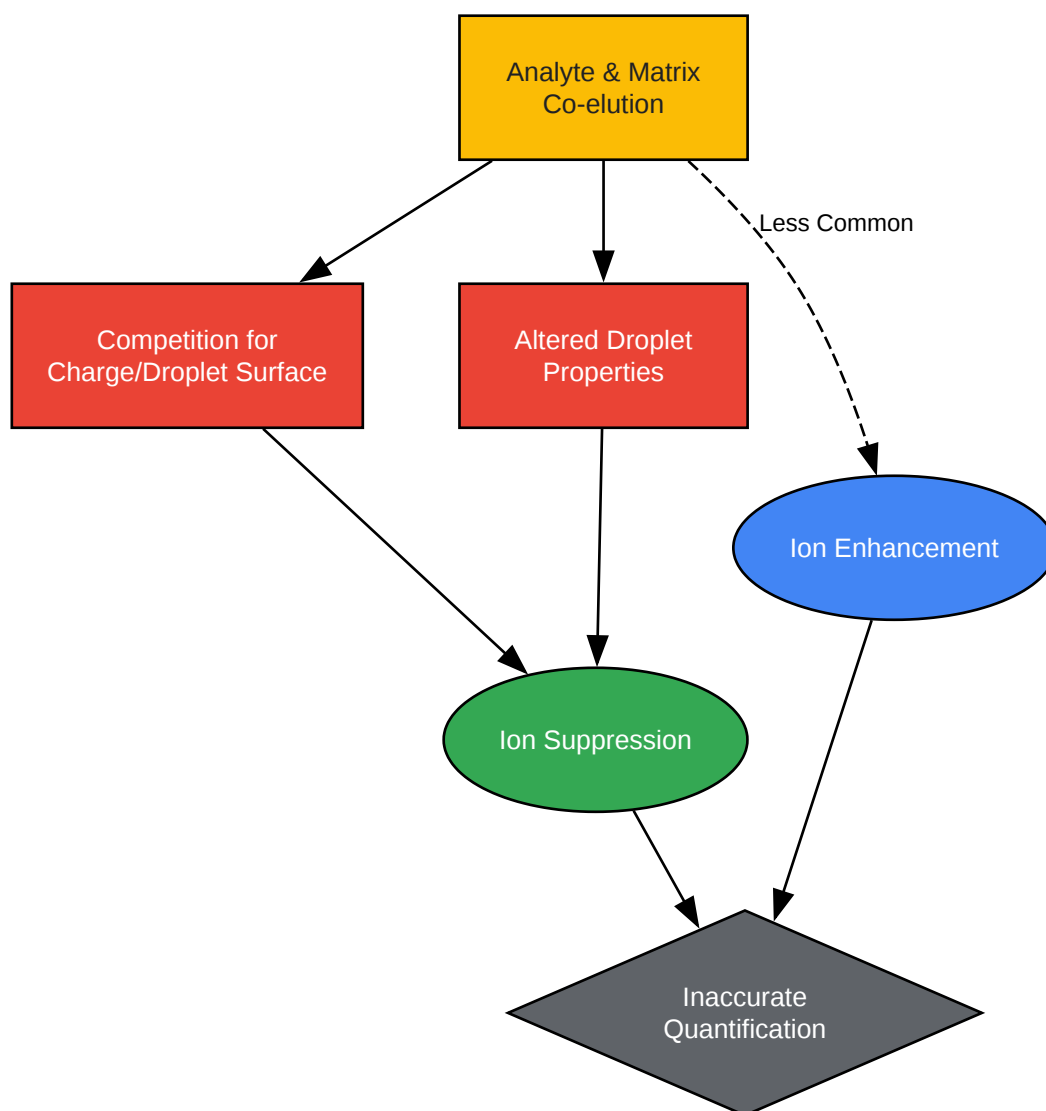 Analyte & Matrix
Co-elution
Less Common
Competition for
Charge/Droplet Surface
Altered Droplet
Properties
Ion Enhancement
Ion Suppression
Inaccurate
Quantification